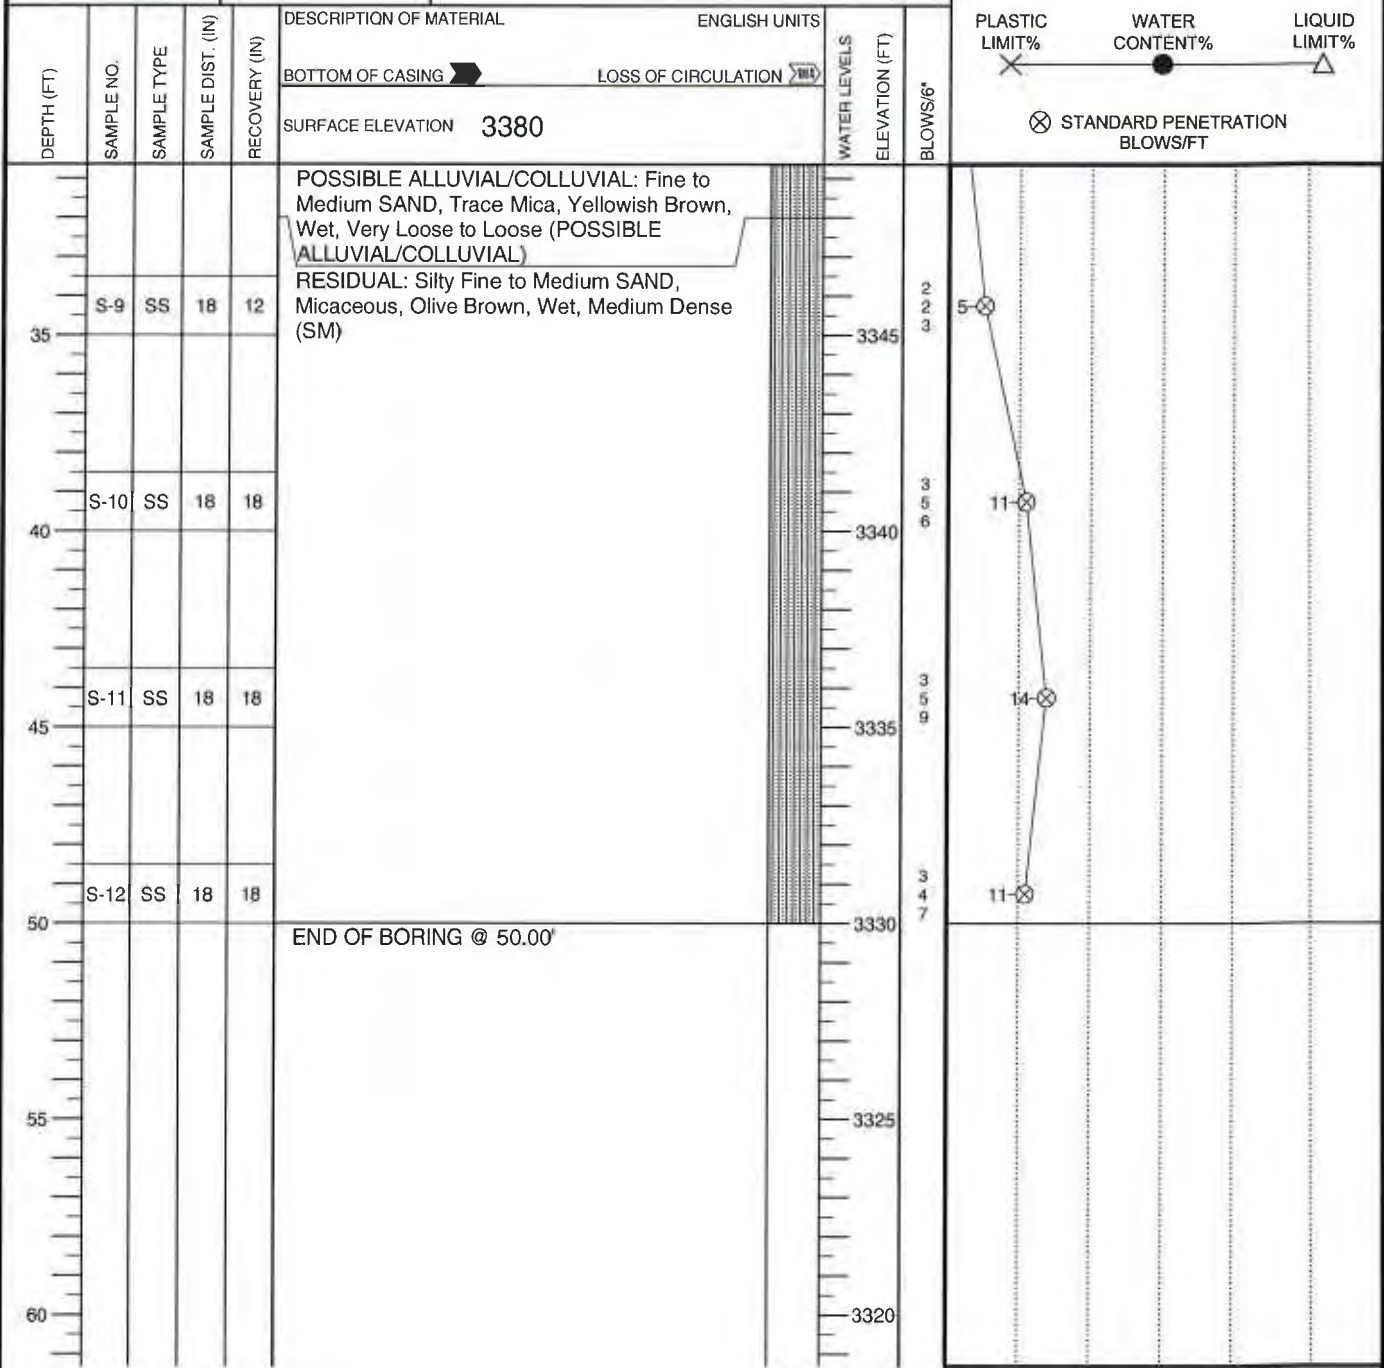 DESCRIPTION OF MATERIAL ENGLISH UNITS
BOTTOM OF CASING LOSS OF CIRCULATION
SURFACE ELEVATION 3380
DEPTH (FT)
SAMPLE NO.
SAMPLE TYPE
SAMPLE DIST. (IN)
RECOVERY (IN)
WATER LEVELS
ELEVATION (FT)
BLOWS/6"
PLASTIC LIMIT%
WATER CONTENT%
LIQUID LIMIT%
STANDARD PENETRATION
BLOWS/FT
POSSIBLE ALLUVIAL/COLLUVIAL: Fine to
Medium SAND, Trace Mica, Yellowish Brown,
Wet, Very Loose to Loose (POSSIBLE
ALLUVIAL/COLLUVIAL)
RESIDUAL: Silty Fine to Medium SAND,
Micaceous, Olive Brown, Wet, Medium Dense
(SM)
S-9 SS 18 12
2
2
3
5
35 3345
S-10 SS 18 18
3
5
6
11
40 3340
S-11 SS 18 18
3
5
9
14
45 3335
S-12 SS 18 18
3
4
7
11
50 3330
END OF BORING @ 50.00'
55 3325
60 3320